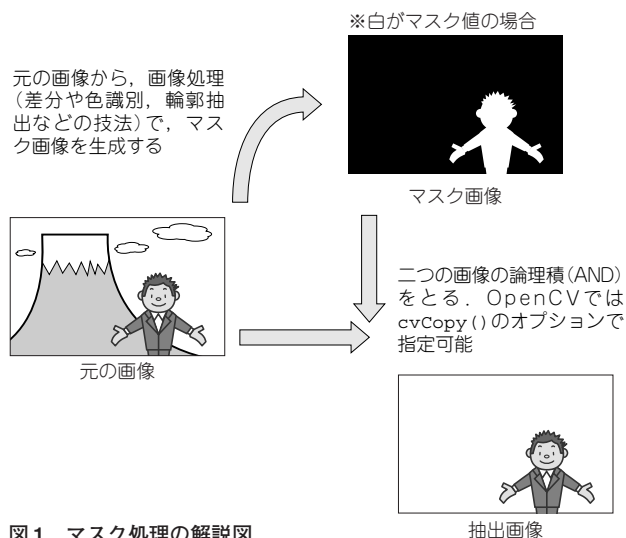 ※白がマスク値の場合
元の画像から，画像処理
（差分や色識別，輪郭抽
出などの技法）で，マス
ク画像を生成する
マスク画像
二つの画像の論理積（AND）
をとる．OpenCVでは
cvCopy()のオプションで
指定可能
元の画像
抽出画像
図1　マスク処理の解説図